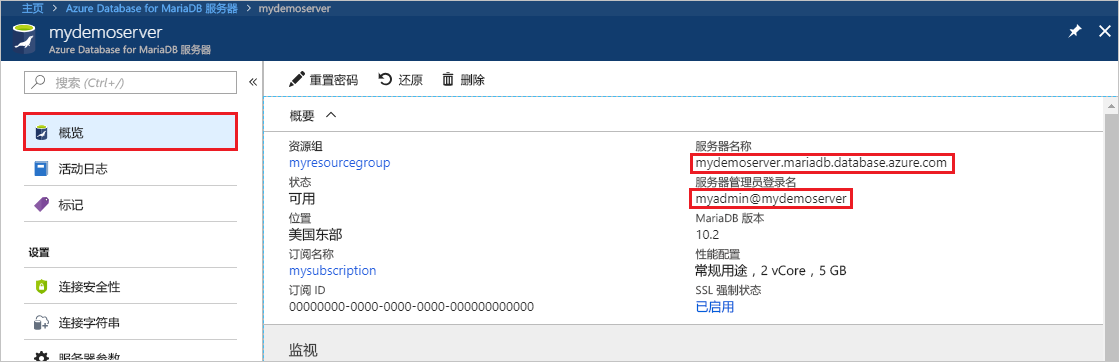 主页 > Azure Database for MariaDB 服务器 > mydemoserver
mydemoserver
Azure Database for MariaDB 服务器
搜索 (Ctrl+/)
概览
活动日志
标记
设置
连接安全性
连接字符串
服务器参数
重置密码 还原 删除
概要
资源组
myresourcegroup
状态
可用
位置
美国东部
订阅名称
mysubscription
订阅 ID
00000000-0000-0000-0000-000000000000
服务器名称
mydemoserver.mariadb.database.azure.com
服务器管理员登录名
myadmin@mydemoserver
MariaDB 版本
10.2
性能配置
常规用途，2 vCore，5 GB
SSL 强制状态
已启用
监视